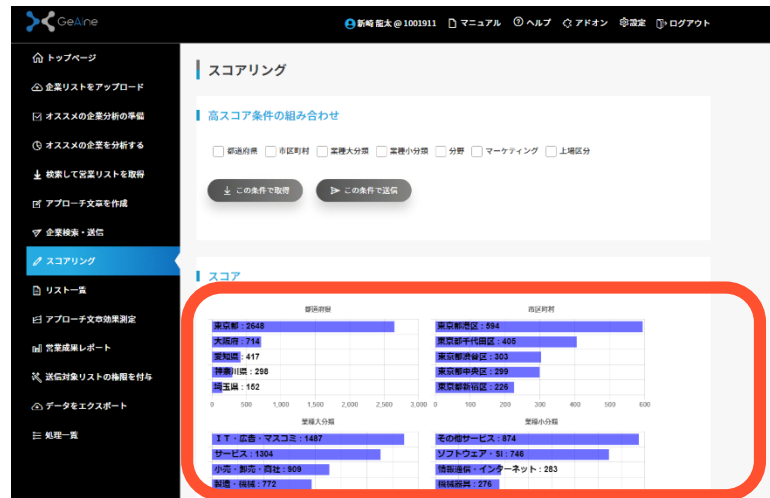 GeAIne
新崎 龍太 @ 1001911 マニュアル ヘルプ アドオン 設定 ログアウト
トップページ
企業リストをアップロード
オススメの企業分析の準備
オススメの企業を分析する
検索して営業リストを取得
アプローチ文章を作成
企業検索・送信
スコアリング
リスト一覧
アプローチ文章効果測定
営業成果レポート
送信対象リストの権限を付与
データをエクスポート
処理一覧
スコアリング
高スコア条件の組み合わせ
都道府県 市区町村 業種大分類 業種小分類 分野 マーケティング 上場区分
この条件で取得 この条件で送信
スコア
都道府県
東京都 : 2648
大阪府 : 714
愛知県 : 417
神奈川県 : 298
埼玉県 : 152
0 500 1,000 1,500 2,000 2,500 3,000
市区町村
東京都港区 : 594
東京都千代田区 : 405
東京都渋谷区 : 303
東京都中央区 : 299
東京都新宿区 : 226
0 100 200 300 400 500 600
業種大分類
IT・広告・マスコミ : 1487
サービス : 1304
小売・卸売・商社 : 909
製造・機械 : 772
業種小分類
その他サービス : 874
ソフトウェア・SI : 746
情報通信・インターネット : 283
機械器具 : 276